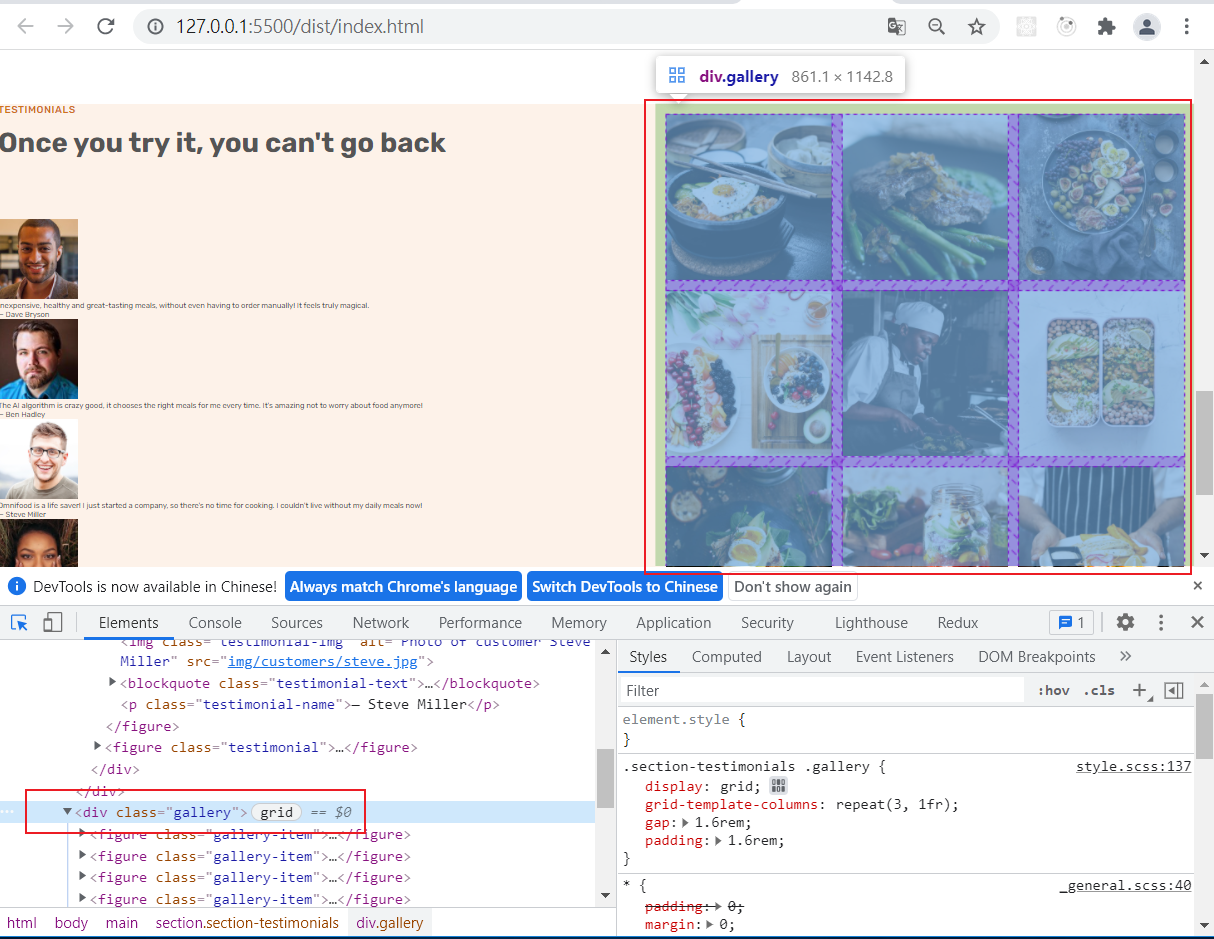 127.0.0.1:5500/dist/index.html
div.gallery 861.1 × 1142.8
TESTIMONIALS
Once you try it, you can't go back
Inexpensive, healthy and great-tasting meals, without even having to order manually! It feels truly magical.
— Dave Bryson
The AI algorithm is crazy good, it chooses the right meals for me every time. It's amazing not to worry about food anymore!
— Ben Hadley
Omnifood is a life saver! I just started a company, so there's no time for cooking. I couldn't live without my daily meals now!
— Steve Miller
DevTools is now available in Chinese! Always match Chrome's language Switch DevTools to Chinese Don't show again
Elements Console Sources Network Performance Memory Application Security Lighthouse Redux 1
<img class="testimonial-img" alt="Photo of customer Steve
Miller" src="img/customers/steve.jpg">
<blockquote class="testimonial-text">…</blockquote>
<p class="testimonial-name">— Steve Miller</p>
</figure>
<figure class="testimonial">…</figure>
</div>
</div>
<div class="gallery"> grid == $0
<figure class="gallery-item">…</figure>
<figure class="gallery-item">…</figure>
<figure class="gallery-item">…</figure>
<figure class="gallery-item">…</figure>
html body main section.section-testimonials div.gallery
Styles Computed Layout Event Listeners DOM Breakpoints »
Filter :hov .cls +
element.style {
}
.section-testimonials .gallery { style.scss:137
display: grid;
grid-template-columns: repeat(3, 1fr);
gap: 1.6rem;
padding: 1.6rem;
}
* { _general.scss:40
padding: 0;
margin: 0;